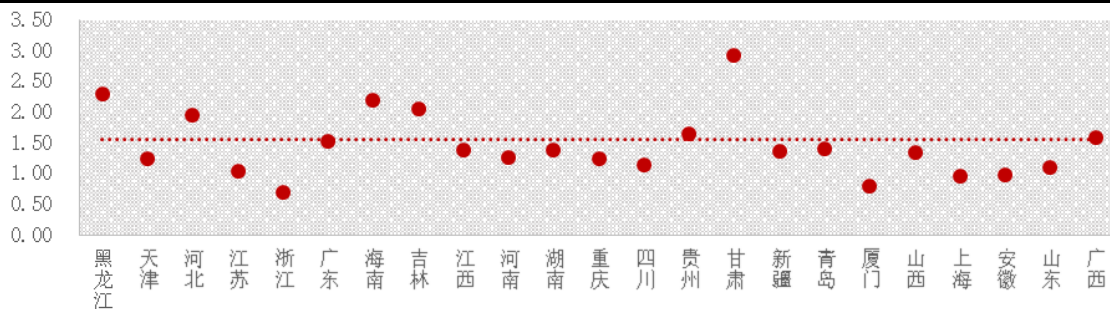 3.50
3.00
2.50
2.00
1.50
1.00
0.50
0.00
黑龙江
天津
河北
江苏
浙江
广东
海南
吉林
江西
河南
湖南
重庆
四川
贵州
甘肃
新疆
青岛
厦门
山西
上海
安徽
山东
广西